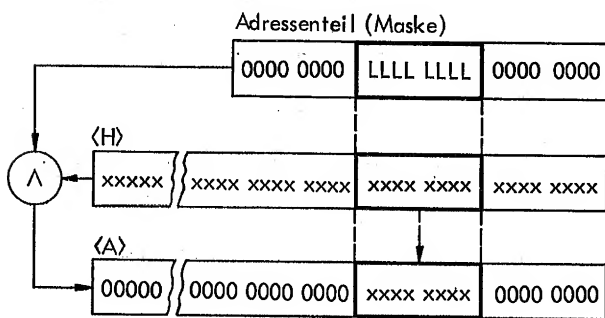 Adressenteil (Maske)
0000 0000 LLLL LLLL 0000 0000
⟨H⟩
∧ xxxxx xxxx xxxx xxxx xxxx xxxx xxxx xxxx
⟨A⟩
00000 0000 0000 0000 xxxx xxxx 0000 0000